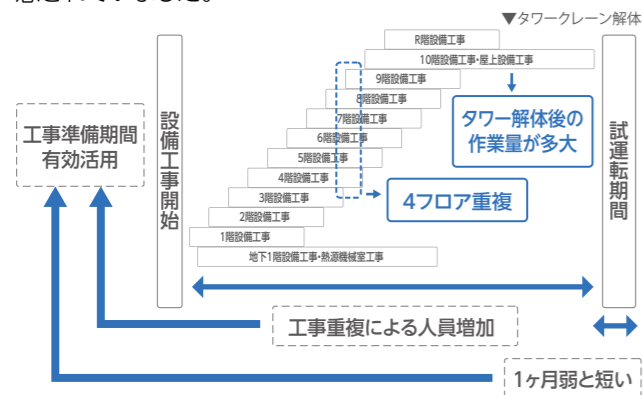 ▼タワークレーン解体
R階設備工事
10階設備工事・屋上設備工事
9階設備工事
8階設備工事
7階設備工事
6階設備工事
5階設備工事
4階設備工事
3階設備工事
2階設備工事
1階設備工事
地下1階設備工事・熱源機械室工事
工事準備期間
有効活用
設備工事開始
タワー解体後の
作業量が多大
4フロア重複
試運転期間
工事重複による人員増加
1ヶ月弱と短い